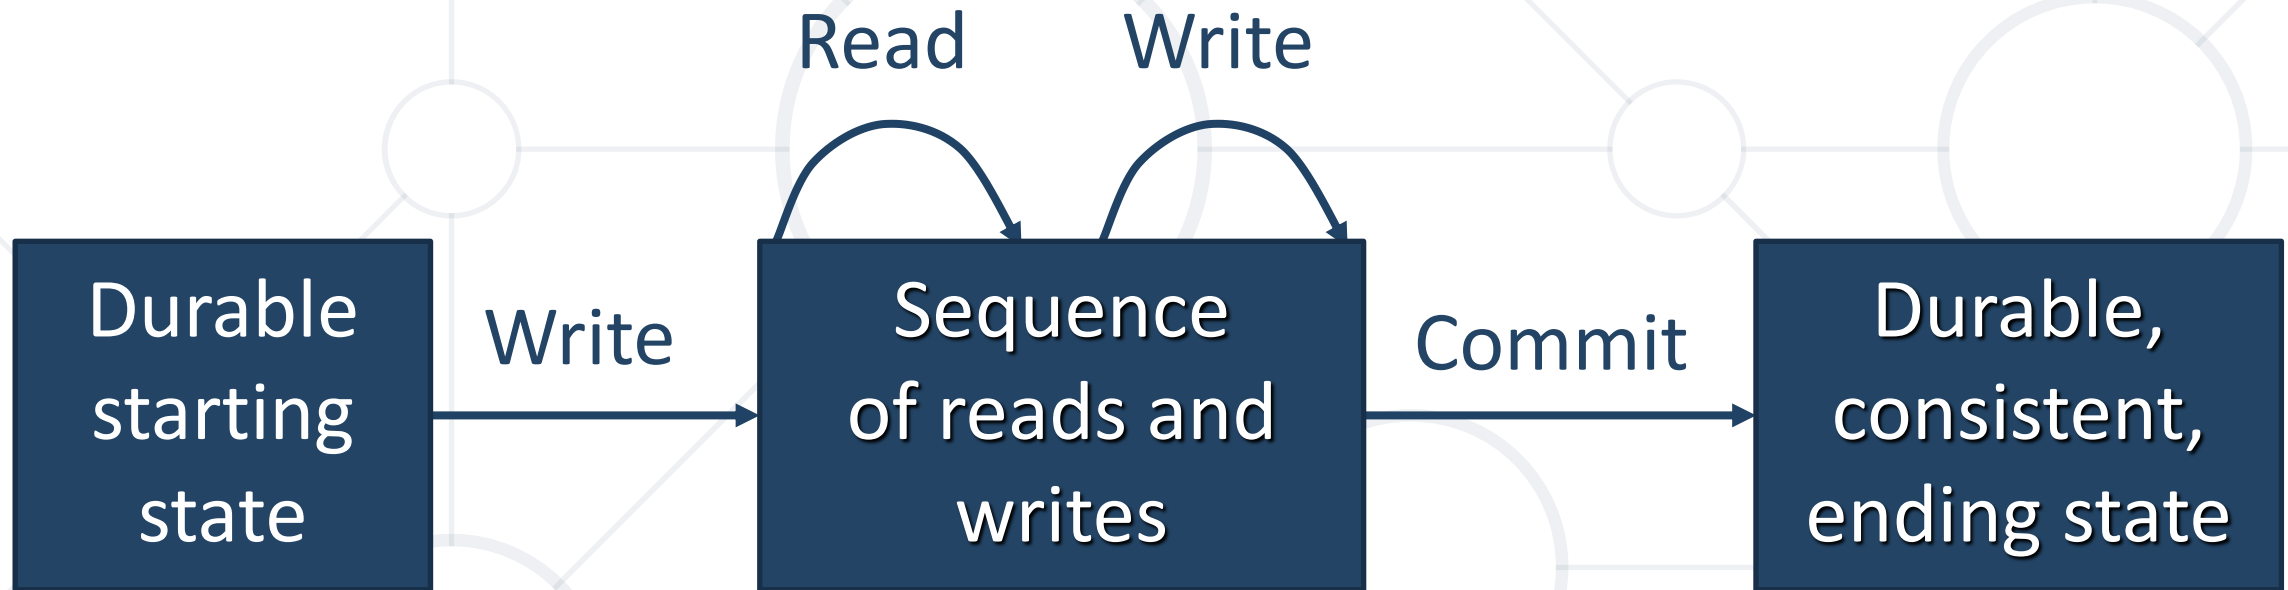 Read
Write
Durable
starting
state
Write
Sequence
of reads and
writes
Commit
Durable,
consistent,
ending state